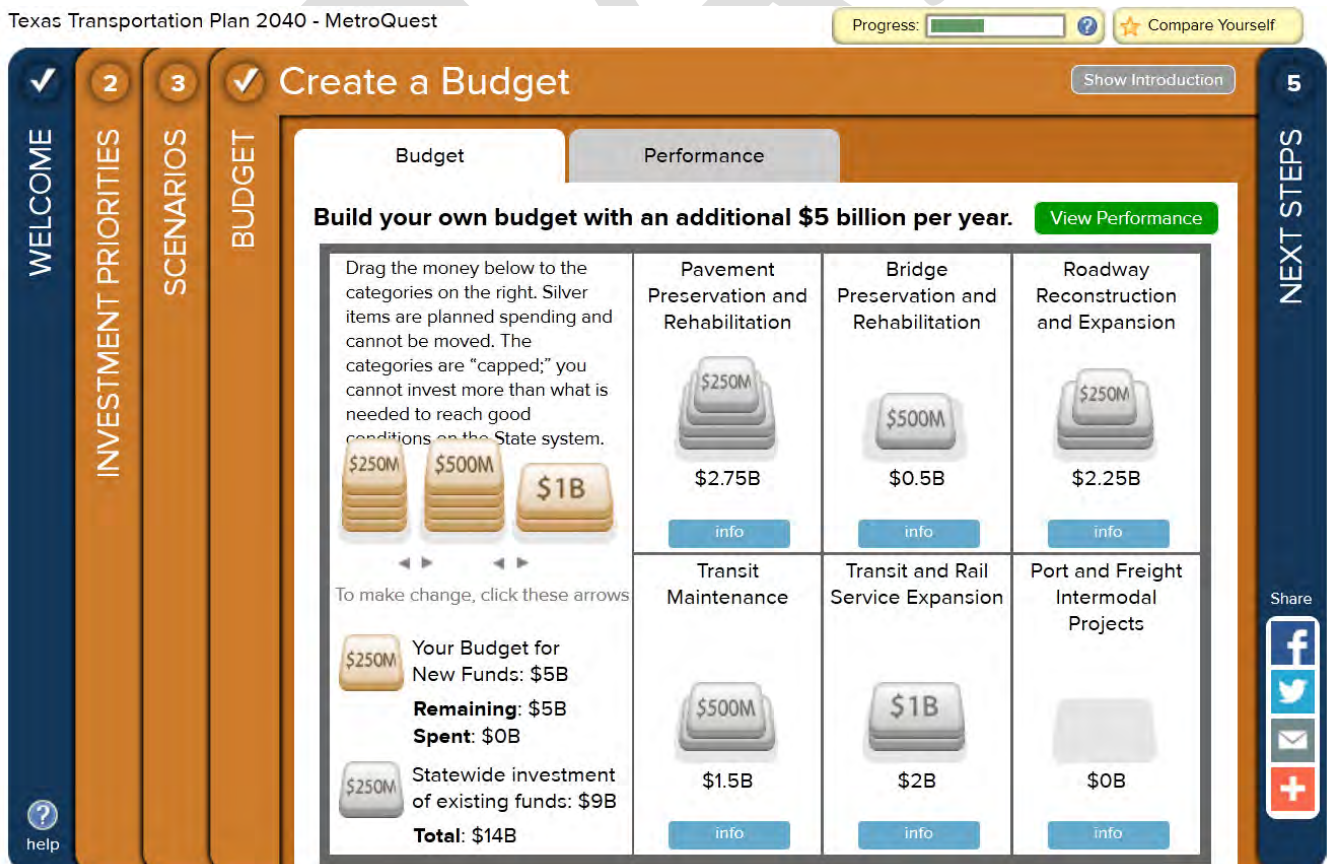 Texas Transportation Plan 2040 - MetroQuest
Progress:
?
Compare Yourself
WELCOME
2
INVESTMENT PRIORITIES
3
SCENARIOS
BUDGET
Create a Budget
Show Introduction
5
NEXT STEPS
Budget
Performance
Build your own budget with an additional $5 billion per year.
View Performance
Drag the money below to the
categories on the right. Silver
items are planned spending and
cannot be moved. The
categories are “capped;” you
cannot invest more than what is
needed to reach good
conditions on the State system.
$250M
$500M
$1B
To make change, click these arrows
$250M
Your Budget for
New Funds: $5B
Remaining: $5B
Spent: $0B
$250M
Statewide investment
of existing funds: $9B
Total: $14B
Pavement
Preservation and
Rehabilitation
$250M
$2.75B
info
Bridge
Preservation and
Rehabilitation
$500M
$0.5B
info
Roadway
Reconstruction
and Expansion
$250M
$2.25B
info
Transit
Maintenance
$500M
$1.5B
info
Transit and Rail
Service Expansion
$1B
$2B
info
Port and Freight
Intermodal
Projects
$0B
info
Share
f
?
help